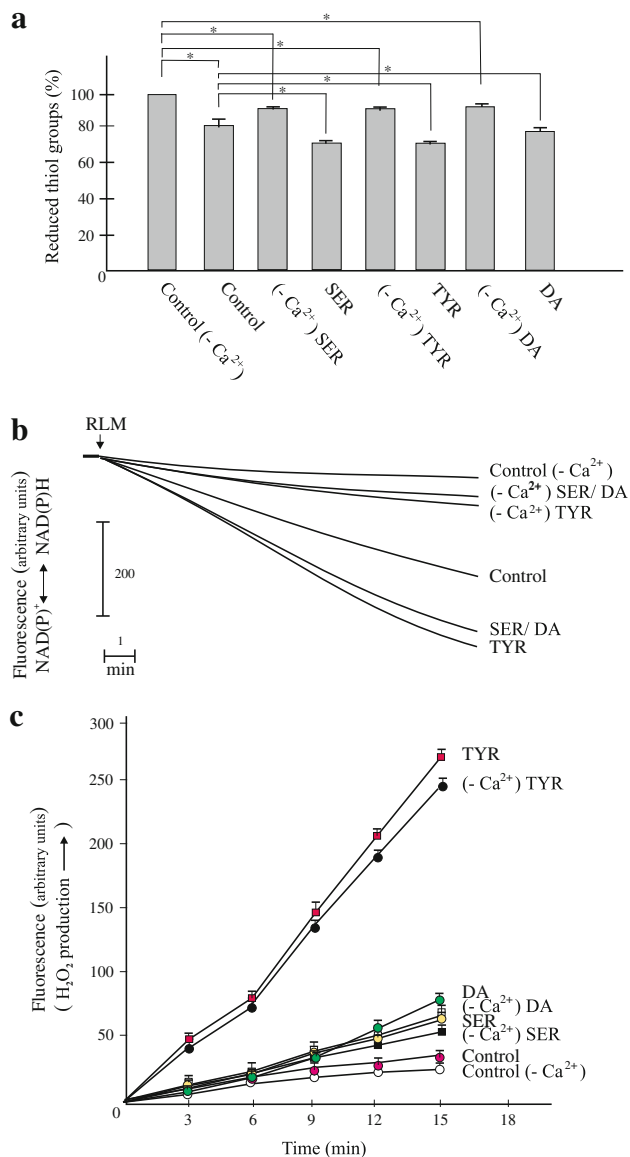 a
*
*
*
*
*
*
*
Reduced thiol groups (%)
100
80
60
40
20
0
Control (- Ca²⁺)
Control
(- Ca²⁺) SER
SER
(- Ca²⁺) TYR
TYR
(- Ca²⁺) DA
DA
b
RLM
Fluorescence (arbitrary units)
NAD(P)⁺ ↔ NAD(P)H
200
1
min
Control (- Ca²⁺)
(- Ca²⁺) SER/ DA
(- Ca²⁺) TYR
Control
SER/ DA
TYR
c
Fluorescence (arbitrary units)
( H₂O₂ production → )
300
250
200
150
100
50
0
3
6
9
12
15
18
Time (min)
TYR
(- Ca²⁺) TYR
DA
(- Ca²⁺) DA
SER
(- Ca²⁺) SER
Control
Control (- Ca²⁺)